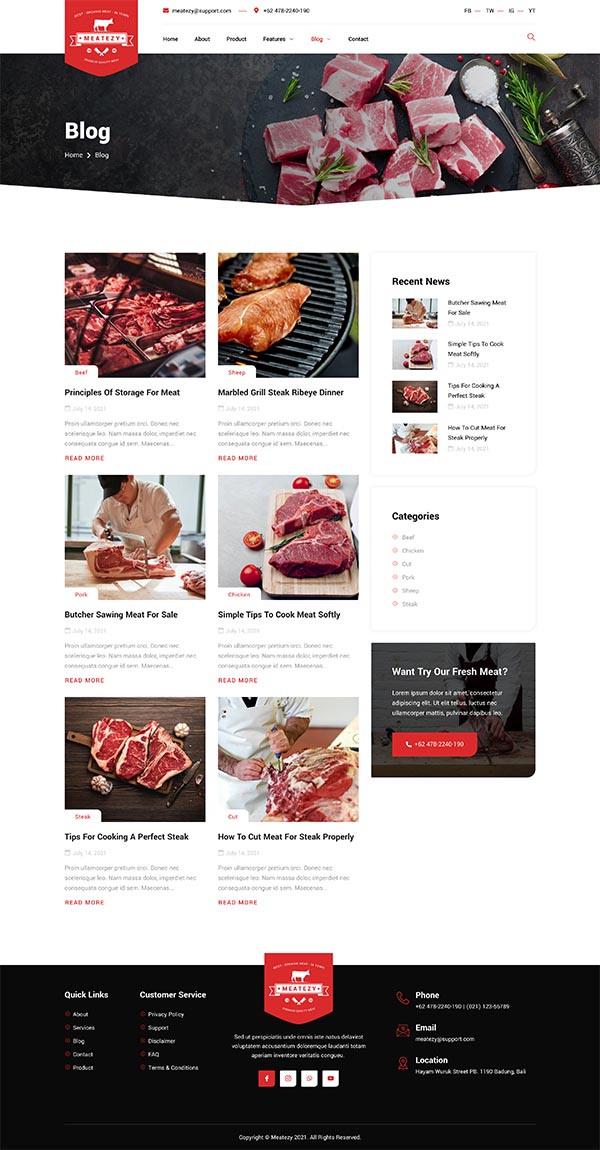 meatezy@support.com
+62 478-2240-190
FB
TW
IG
YT
MEATEZY
Home
About
Product
Features
Blog
Contact
Blog
Home
Blog
Beef
Principles Of Storage For Meat
July 14, 2021
Proin ullamcorper pretium orci. Donec nec
scelerisque leo. Nam massa dolor, imperdiet nec
consequata congue id sem. Maecenas...
READ MORE
Sheep
Marbled Grill Steak Ribeye Dinner
July 14, 2021
Proin ullamcorper pretium orci. Donec nec
scelerisque leo. Nam massa dolor, imperdiet nec
consequata congue id sem. Maecenas...
READ MORE
Pork
Butcher Sawing Meat For Sale
July 14, 2021
Proin ullamcorper pretium orci. Donec nec
scelerisque leo. Nam massa dolor, imperdiet nec
consequata congue id sem. Maecenas...
READ MORE
Chicken
Simple Tips To Cook Meat Softly
July 14, 2021
Proin ullamcorper pretium orci. Donec nec
scelerisque leo. Nam massa dolor, imperdiet nec
consequata congue id sem. Maecenas...
READ MORE
Steak
Tips For Cooking A Perfect Steak
July 14, 2021
Proin ullamcorper pretium orci. Donec nec
scelerisque leo. Nam massa dolor, imperdiet nec
consequata congue id sem. Maecenas...
READ MORE
Cut
How To Cut Meat For Steak Properly
July 14, 2021
Proin ullamcorper pretium orci. Donec nec
scelerisque leo. Nam massa dolor, imperdiet nec
consequata congue id sem. Maecenas...
READ MORE
Recent News
Butcher Sawing Meat
For Sale
July 14, 2021
Simple Tips To Cook
Meat Softly
July 14, 2021
Tips For Cooking A
Perfect Steak
July 14, 2021
How To Cut Meat For
Steak Properly
July 14, 2021
Categories
Beef
Chicken
Cut
Pork
Sheep
Steak
Want Try Our Fresh Meat?
Lorem ipsum dolor sit amet, consectetur
adipiscing elit. Ut elit tellus, luctus nec
ullamcorper mattis, pulvinar dapibus leo.
+62 478-2240-190
Quick Links
About
Services
Blog
Contact
Product
Customer Service
Privacy Policy
Support
Disclaimer
FAQ
Terms & Conditions
MEATEZY
Sed ut perspiciatis unde omnis iste natus delavirot
voluptatem accusantium doloremque laudanti totam
aperiam inventore veritatis congueu.
Phone
+62 478-2240-190 | (021) 123-56789
Email
meatezy@support.com
Location
Hayam Wuruk Street PB. 1190 Badung, Bali
Copyright © Meatezy 2021. All Rights Reserved.